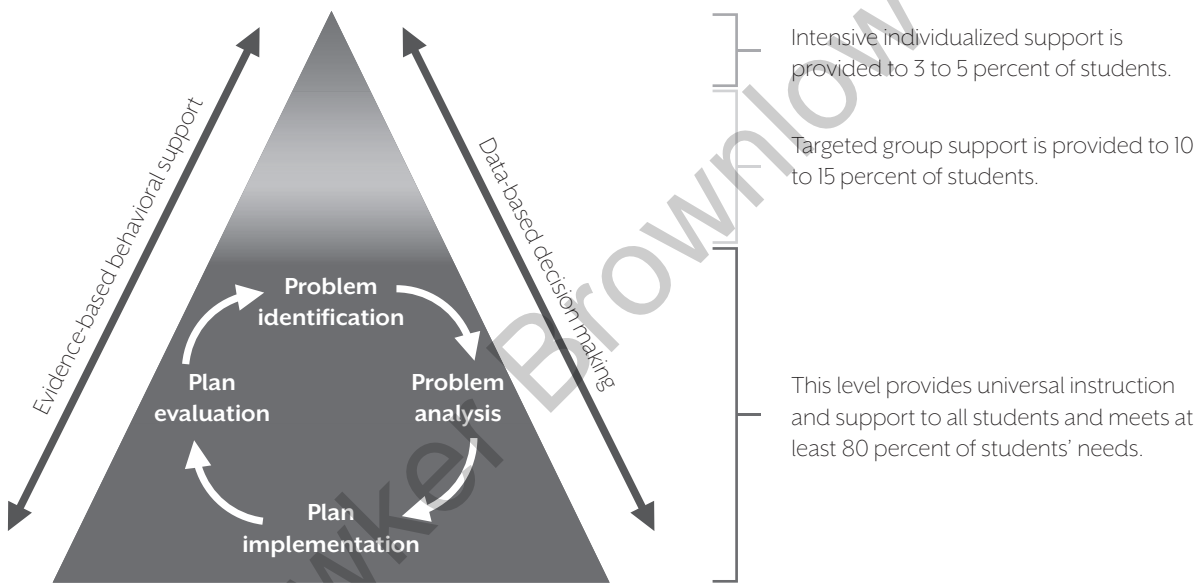 Intensive individualized support is
provided to 3 to 5 percent of students.
Targeted group support is provided to 10
to 15 percent of students.
This level provides universal instruction
and support to all students and meets at
least 80 percent of students’ needs.
Evidence-based behavioral support
Data-based decision making
Problem
identification
Problem
analysis
Plan
implementation
Plan
evaluation
Brownlow